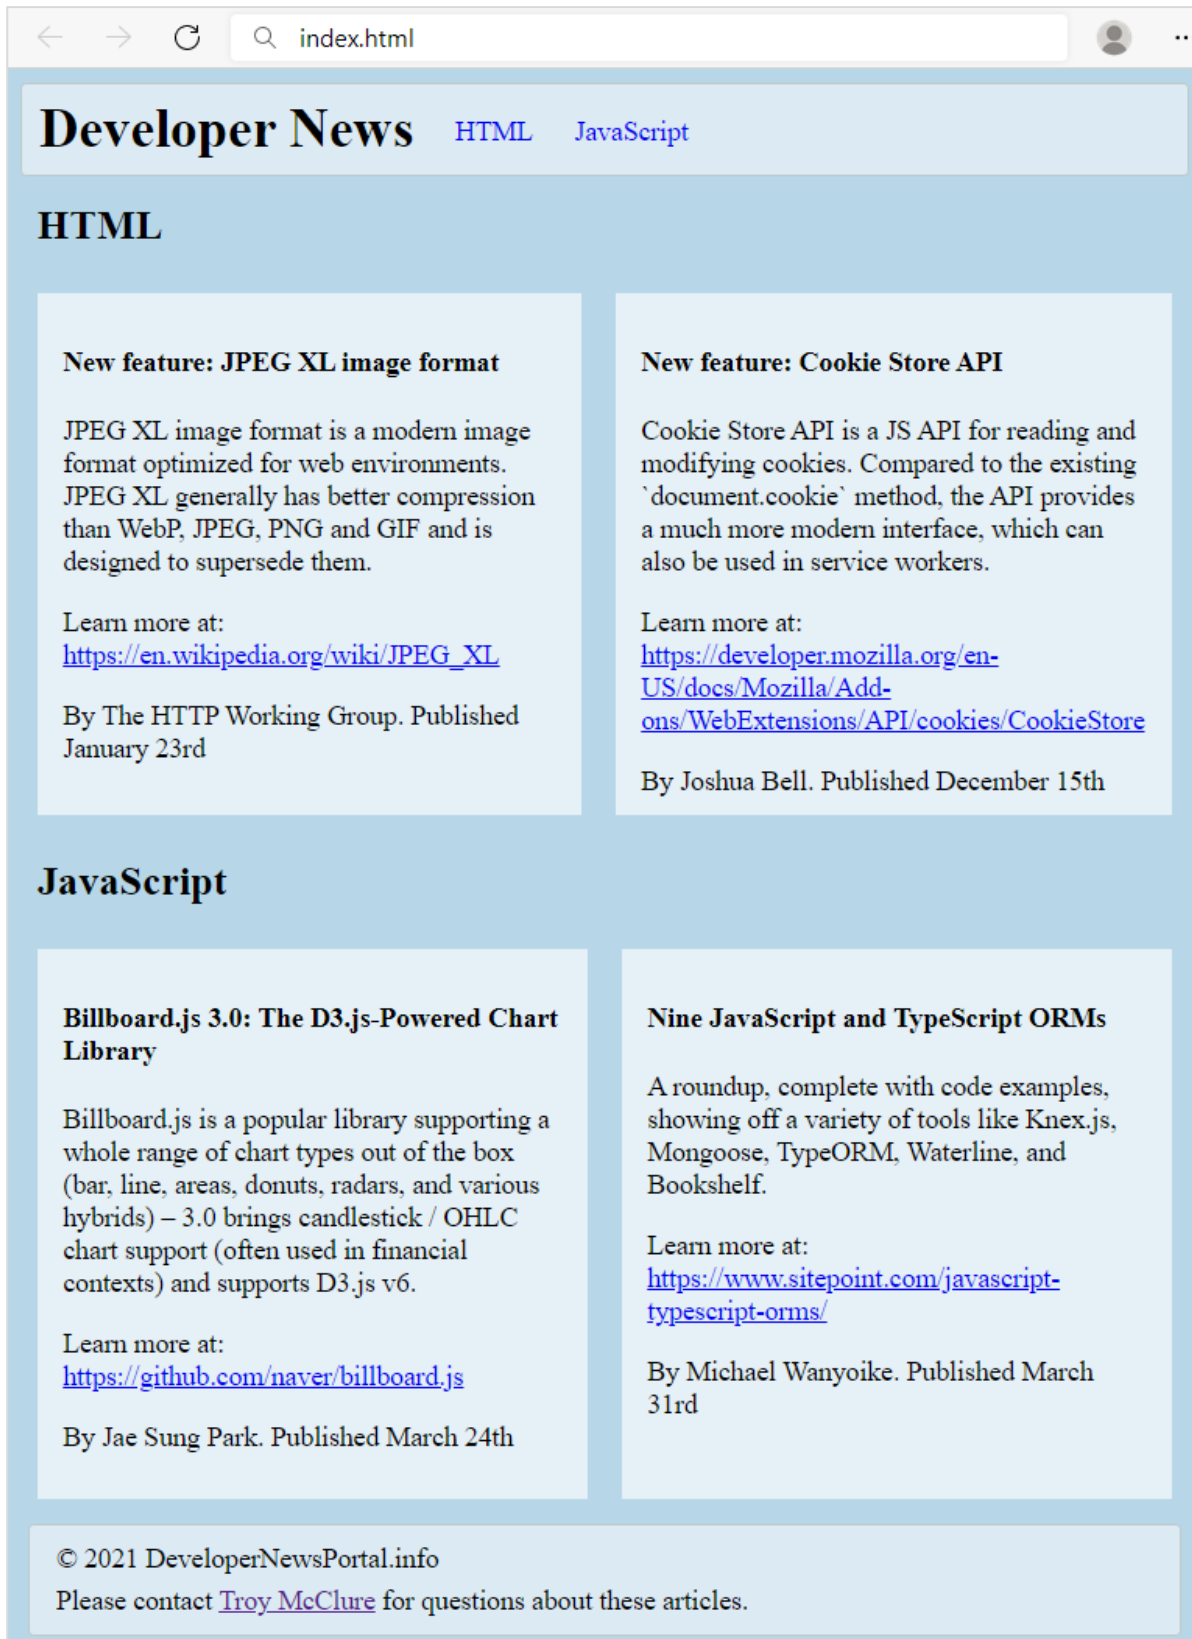 index.html
Developer News HTML JavaScript
HTML
New feature: JPEG XL image format
JPEG XL image format is a modern image
format optimized for web environments.
JPEG XL generally has better compression
than WebP, JPEG, PNG and GIF and is
designed to supersede them.
Learn more at:
https://en.wikipedia.org/wiki/JPEG_XL
By The HTTP Working Group. Published
January 23rd
New feature: Cookie Store API
Cookie Store API is a JS API for reading and
modifying cookies. Compared to the existing
`document.cookie` method, the API provides
a much more modern interface, which can
also be used in service workers.
Learn more at:
https://developer.mozilla.org/en-
US/docs/Mozilla/Add-
ons/WebExtensions/API/cookies/CookieStore
By Joshua Bell. Published December 15th
JavaScript
Billboard.js 3.0: The D3.js-Powered Chart
Library
Billboard.js is a popular library supporting a
whole range of chart types out of the box
(bar, line, areas, donuts, radars, and various
hybrids) – 3.0 brings candlestick / OHLC
chart support (often used in financial
contexts) and supports D3.js v6.
Learn more at:
https://github.com/naver/billboard.js
By Jae Sung Park. Published March 24th
Nine JavaScript and TypeScript ORMs
A roundup, complete with code examples,
showing off a variety of tools like Knex.js,
Mongoose, TypeORM, Waterline, and
Bookshelf.
Learn more at:
https://www.sitepoint.com/javascript-
typescript-orms/
By Michael Wanyoike. Published March
31rd
© 2021 DeveloperNewsPortal.info
Please contact Troy McClure for questions about these articles.